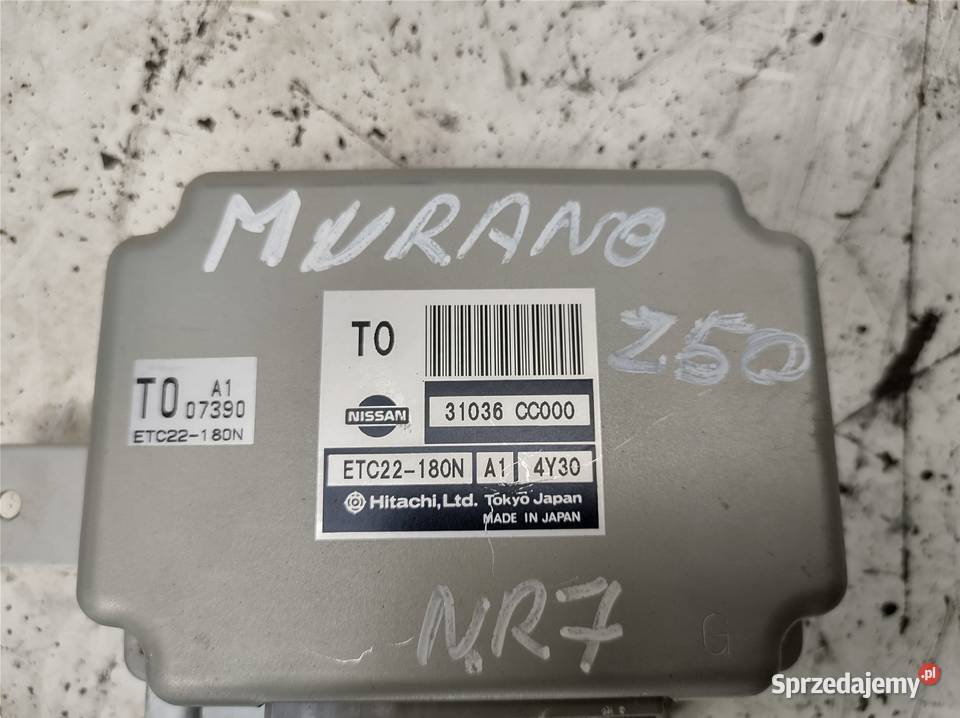 MURANO
Z50
TO
NISSAN
31036 CC000
ETC22-180N A1 4Y30
Hitachi, Ltd. Tokyo Japan
MADE IN JAPAN
TO A1
07390
ETC22-180N
NR7
G
Sprzedajemy.pl